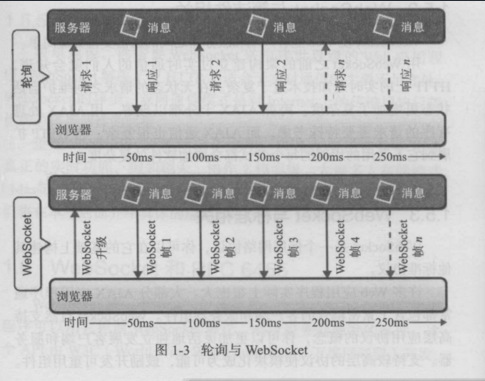 轮询
服务器 消息 消息 消息
请求 1 响应 1 请求 2 响应 2 请求 n 响应 n
浏览器
时间 50ms 100ms 150ms 200ms 250ms
WebSocket
服务器 消息 消息 消息 消息 消息
WebSocket 升级 WebSocket 帧 1 WebSocket 帧 2 WebSocket 帧 3 WebSocket 帧 4 WebSocket 帧 n
浏览器
时间 50ms 100ms 150ms 200ms 250ms
图 1-3 轮询与 WebSocket